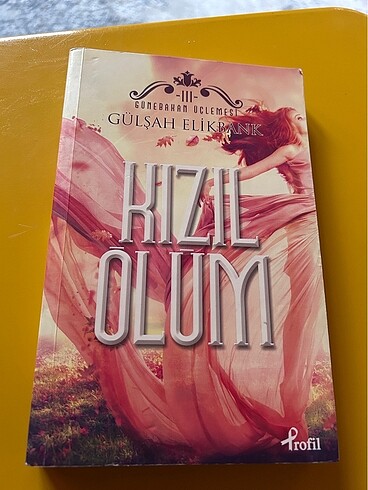 -III-
GÜNEBAKAN ÜÇLEMESİ
GÜLŞAH ELİKBANK
KIZIL
ÖLÜM
Profil